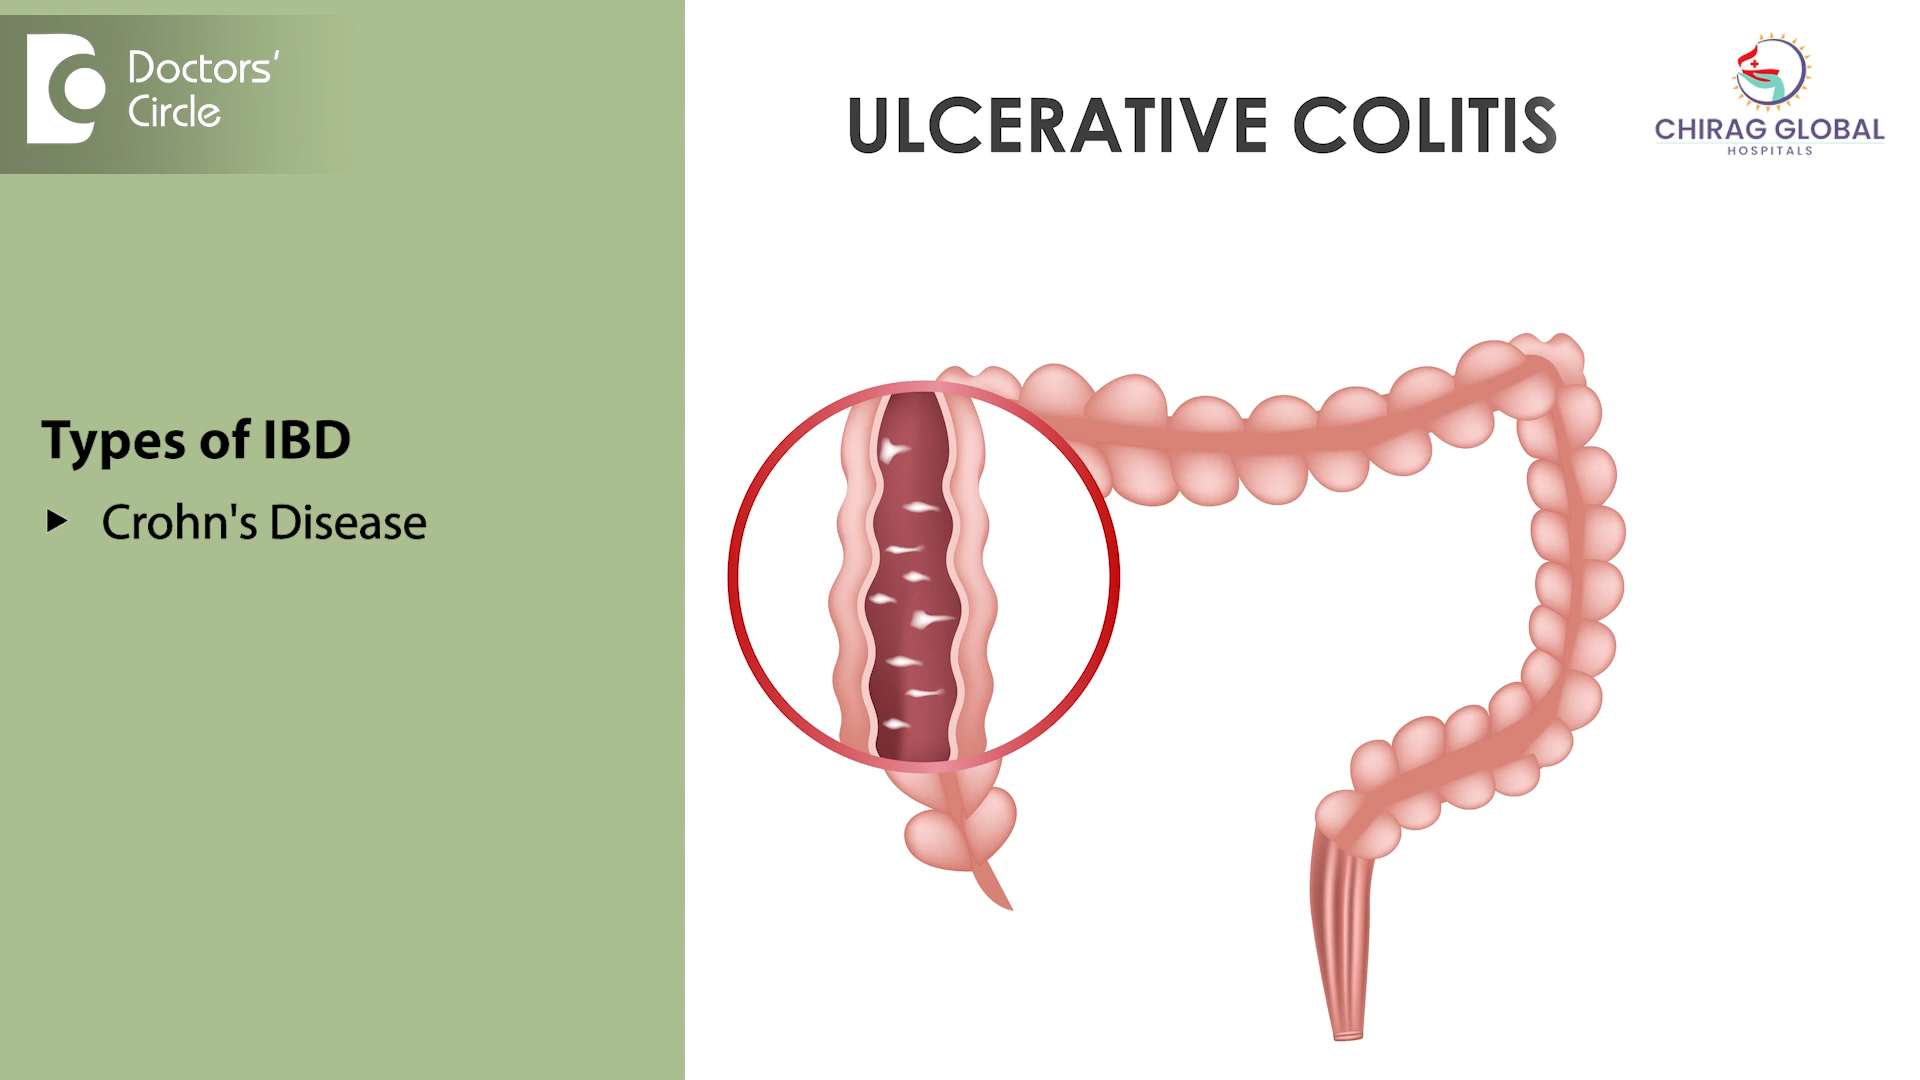 Doctors'
Circle
ULCERATIVE COLITIS
CHIRAG GLOBAL
HOSPITALS
Types of IBD
Crohn's Disease